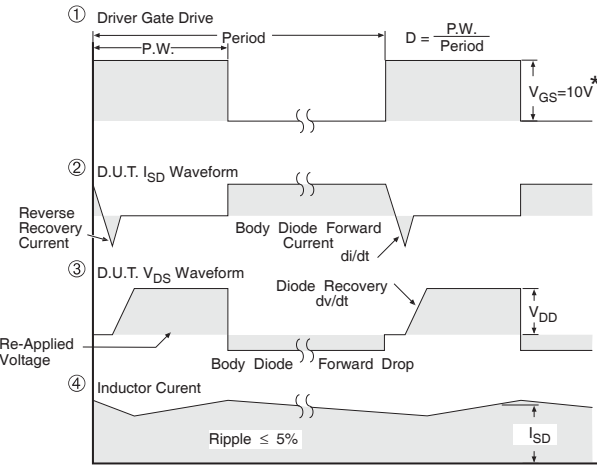 ① Driver Gate Drive
P.W.
Period
D = P.W.
Period
VGS=10V*
② D.U.T. ISD Waveform
Reverse
Recovery
Current
Body Diode Forward
Current
di/dt
③ D.U.T. VDS Waveform
Diode Recovery
dv/dt
VDD
Re-Applied
Voltage
Body Diode Forward Drop
④ Inductor Curent
Ripple ≤ 5%
ISD